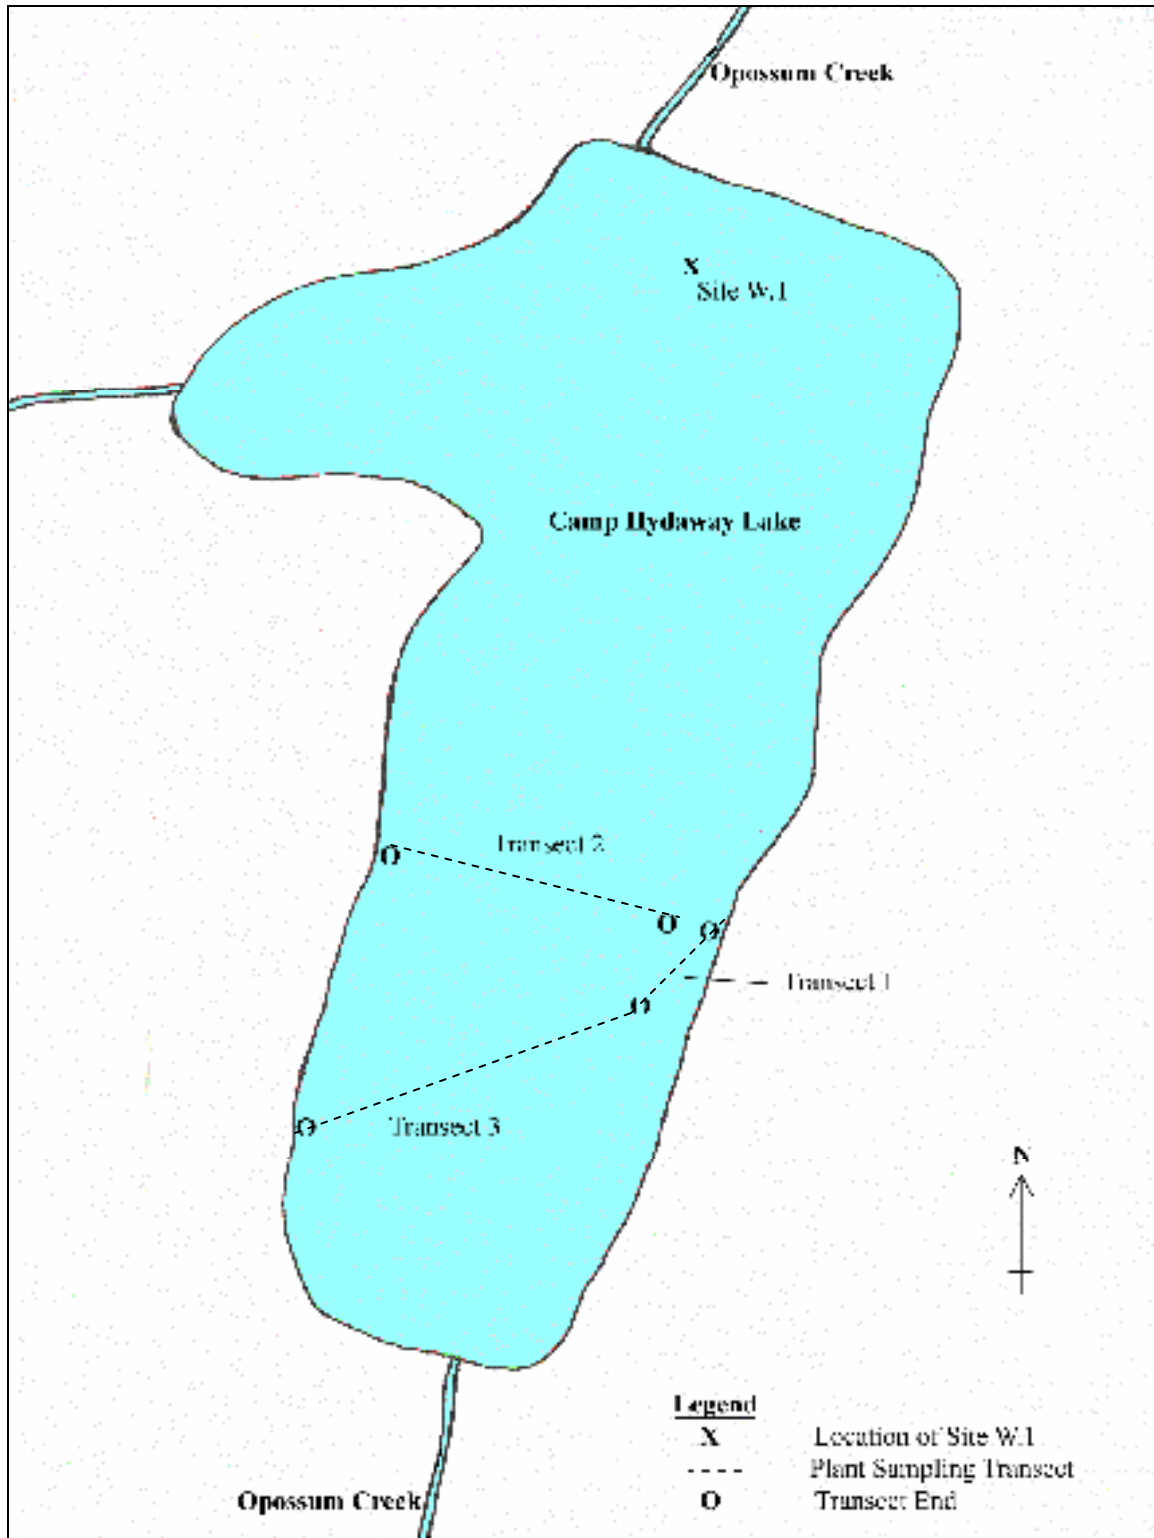 Opossum Creek
X
Site W.1
Camp Hydaway Lake
Transect 2
O
O
O
Transect 1
O
Transect 3
O
N
Legend
X Location of Site W.1
---- Plant Sampling Transect
O Transect End
Opossum Creek